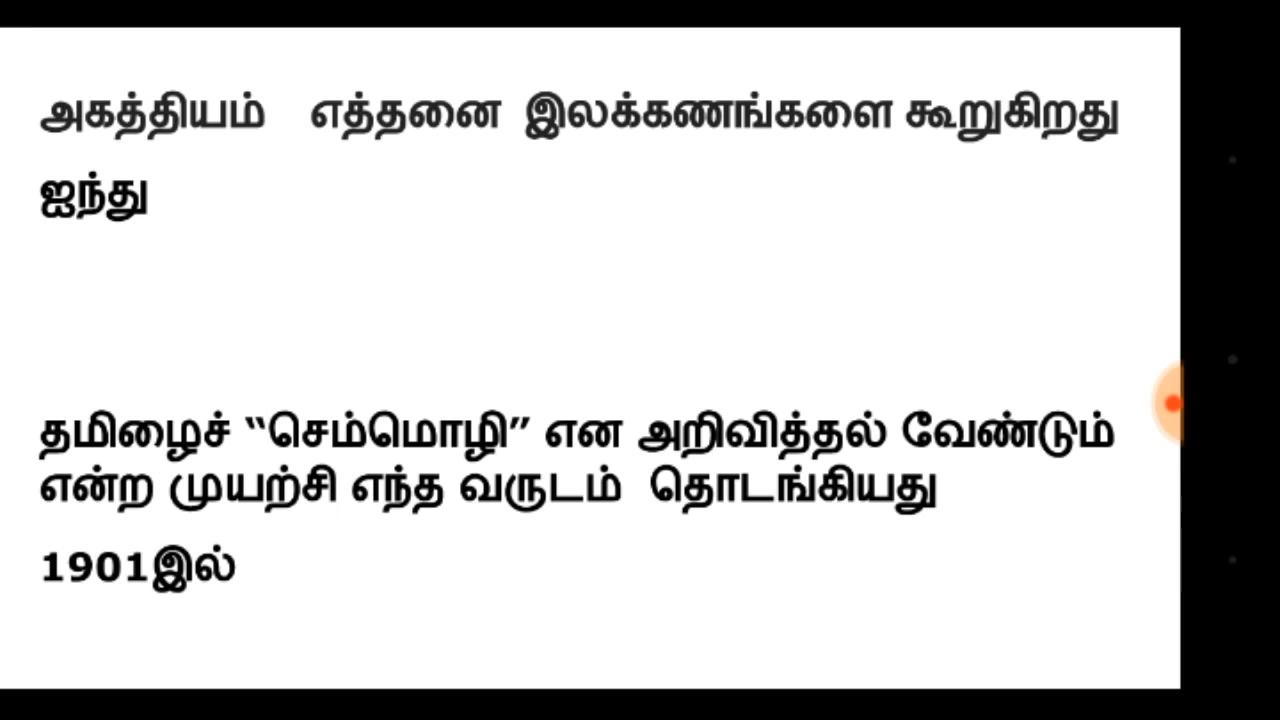 அகத்தியம் எத்தனை இலக்கணங்களை கூறுகிறது
ஐந்து
தமிழைச் “செம்மொழி” என அறிவித்தல் வேண்டும்
என்ற முயற்சி எந்த வருடம் தொடங்கியது
1901இல்